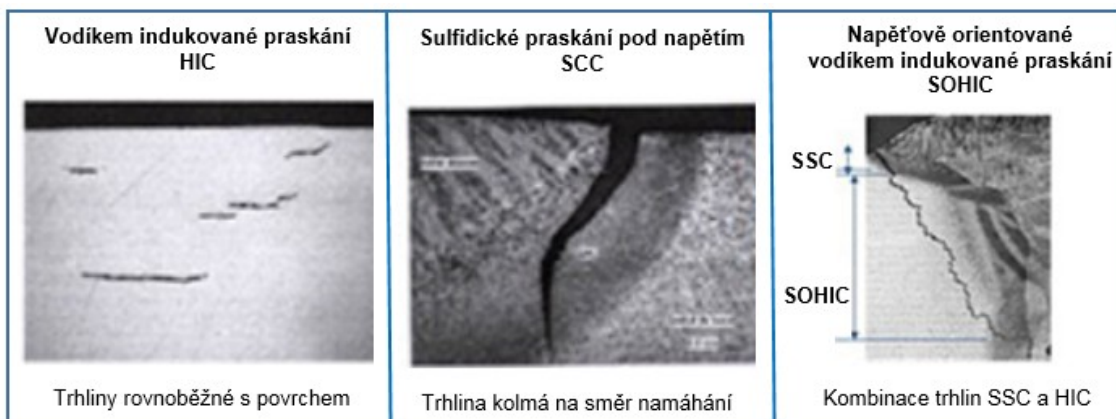 Vodíkem indukované praskání
HIC
Trhliny rovnoběžné s povrchem
Sulfidické praskání pod napětím
SCC
Trhlina kolmá na směr namáhání
Napěťově orientované
vodíkem indukované praskání
SOHIC
SSC
SOHIC
Kombinace trhlin SSC a HIC